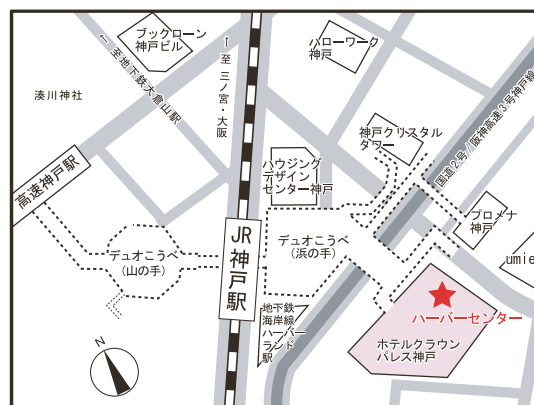 ブックローン
神戸ビル
← 至地下鉄大倉山駅
← 至 三ノ宮・大阪
ハローワーク
神戸
湊川神社
高速神戸駅
神戸クリスタル
タワー
国道2号/阪神高速3号神戸線
ハウジング
デザイン
センター神戸
プロメナ
神戸
デュオこうべ
(山の手)
JR
神戸駅
デュオこうべ
(浜の手)
umie
地下鉄
海岸線
ハーバー
ランド
駅
ハーバーセンター
ホテルクラウン
パレス神戸
N